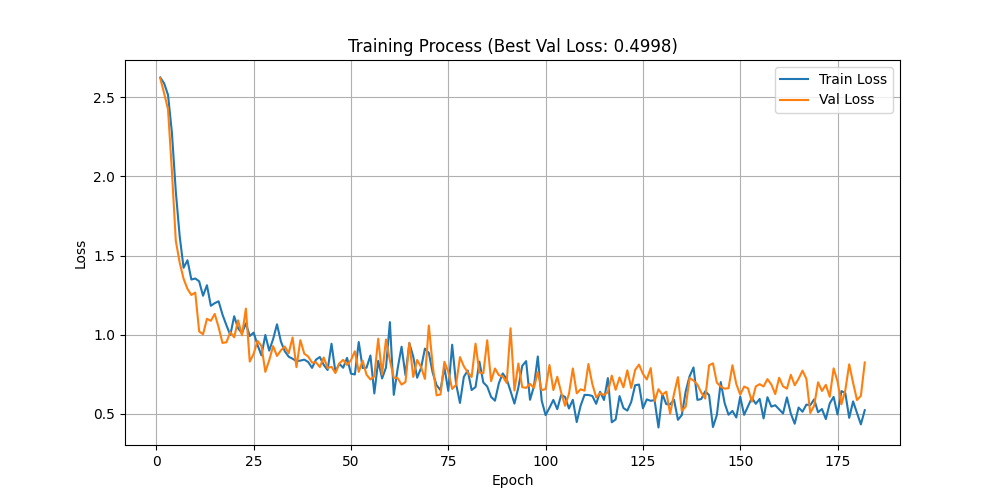 Training Process (Best Val Loss: 0.4998)
Train Loss
Val Loss
2.5
2.0
1.5
1.0
0.5
Loss
0 25 50 75 100 125 150 175
Epoch